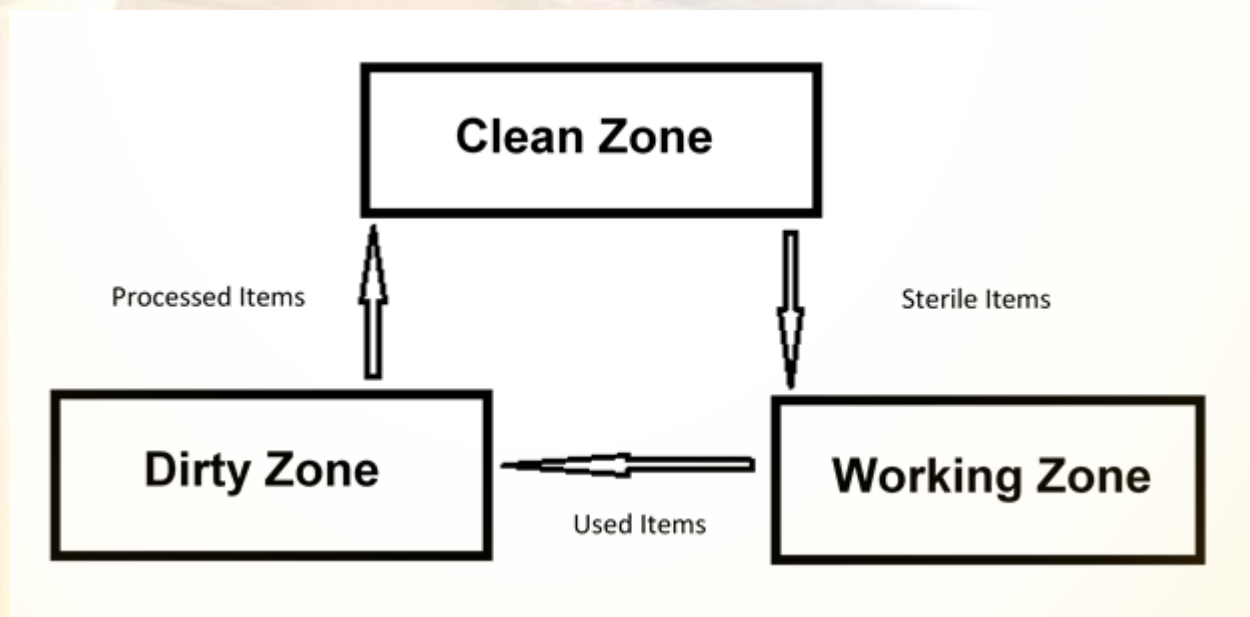 Clean Zone
Processed Items
Sterile Items
Dirty Zone
Working Zone
Used Items